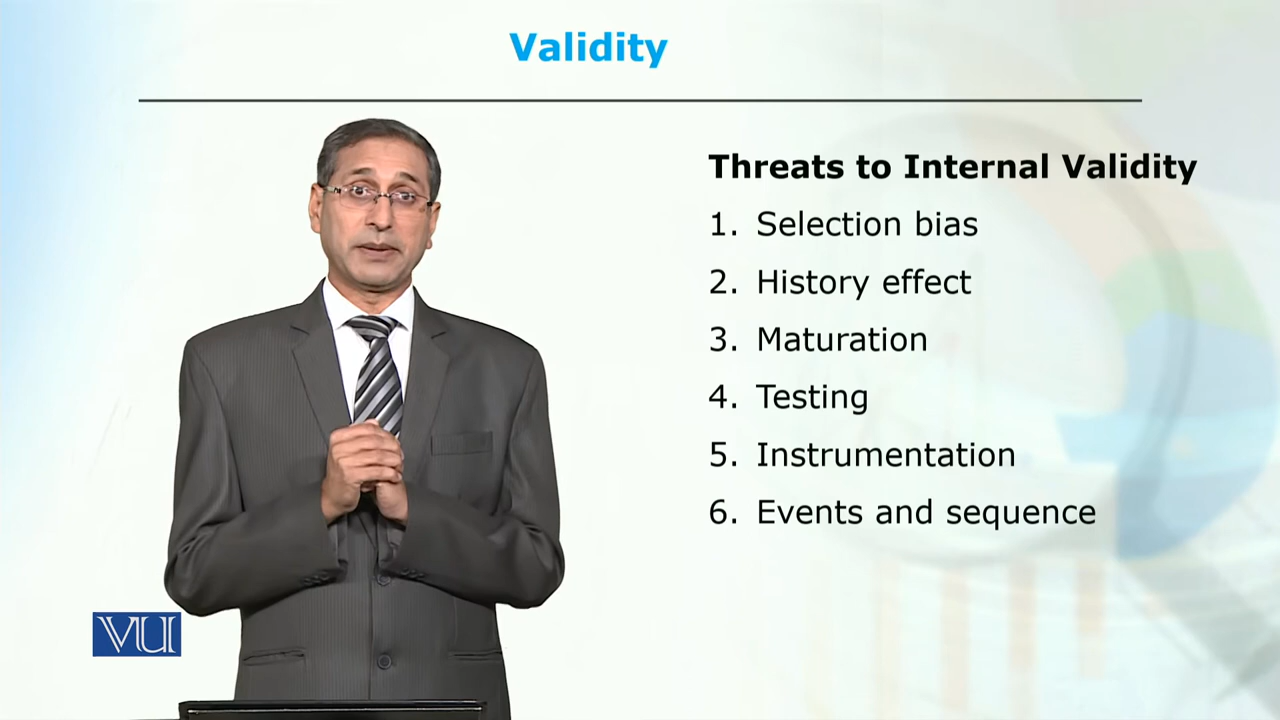 Validity
Threats to Internal Validity
1. Selection bias
2. History effect
3. Maturation
4. Testing
5. Instrumentation
6. Events and sequence
VU